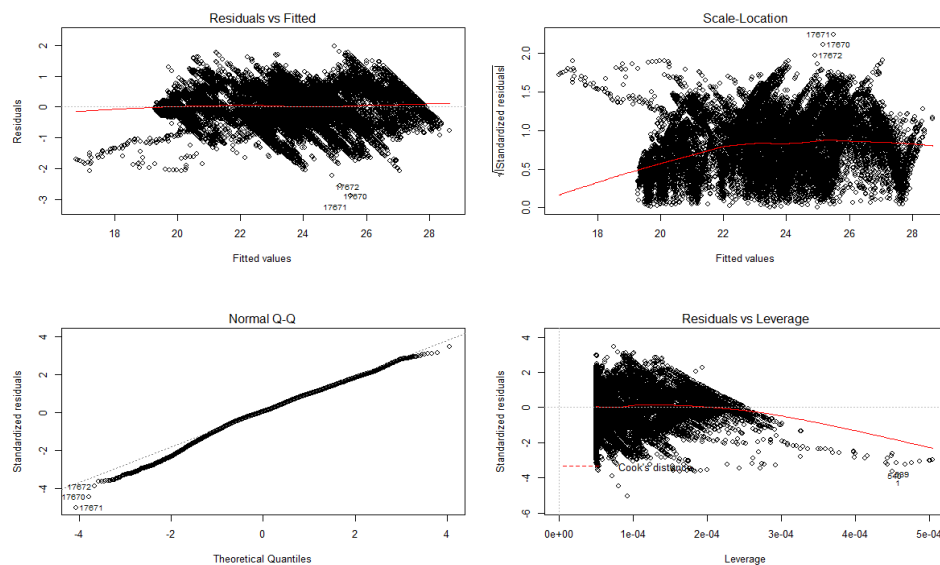 Residuals vs Fitted
Residuals
2
1
0
-1
-2
-3
17672
17670
17671
18
20
22
24
26
28
Fitted values
Scale-Location
√|Standardized residuals|
2.0
1.5
1.0
0.5
0.0
17671
17670
17672
18
20
22
24
26
28
Fitted values
Normal Q-Q
Standardized residuals
4
2
0
-2
-4
17672
17670
17671
-4
-2
0
2
4
Theoretical Quantiles
Residuals vs Leverage
Standardized residuals
4
2
0
-2
-4
-6
Cook's distance
1
0e+00
1e-04
2e-04
3e-04
4e-04
5e-04
Leverage